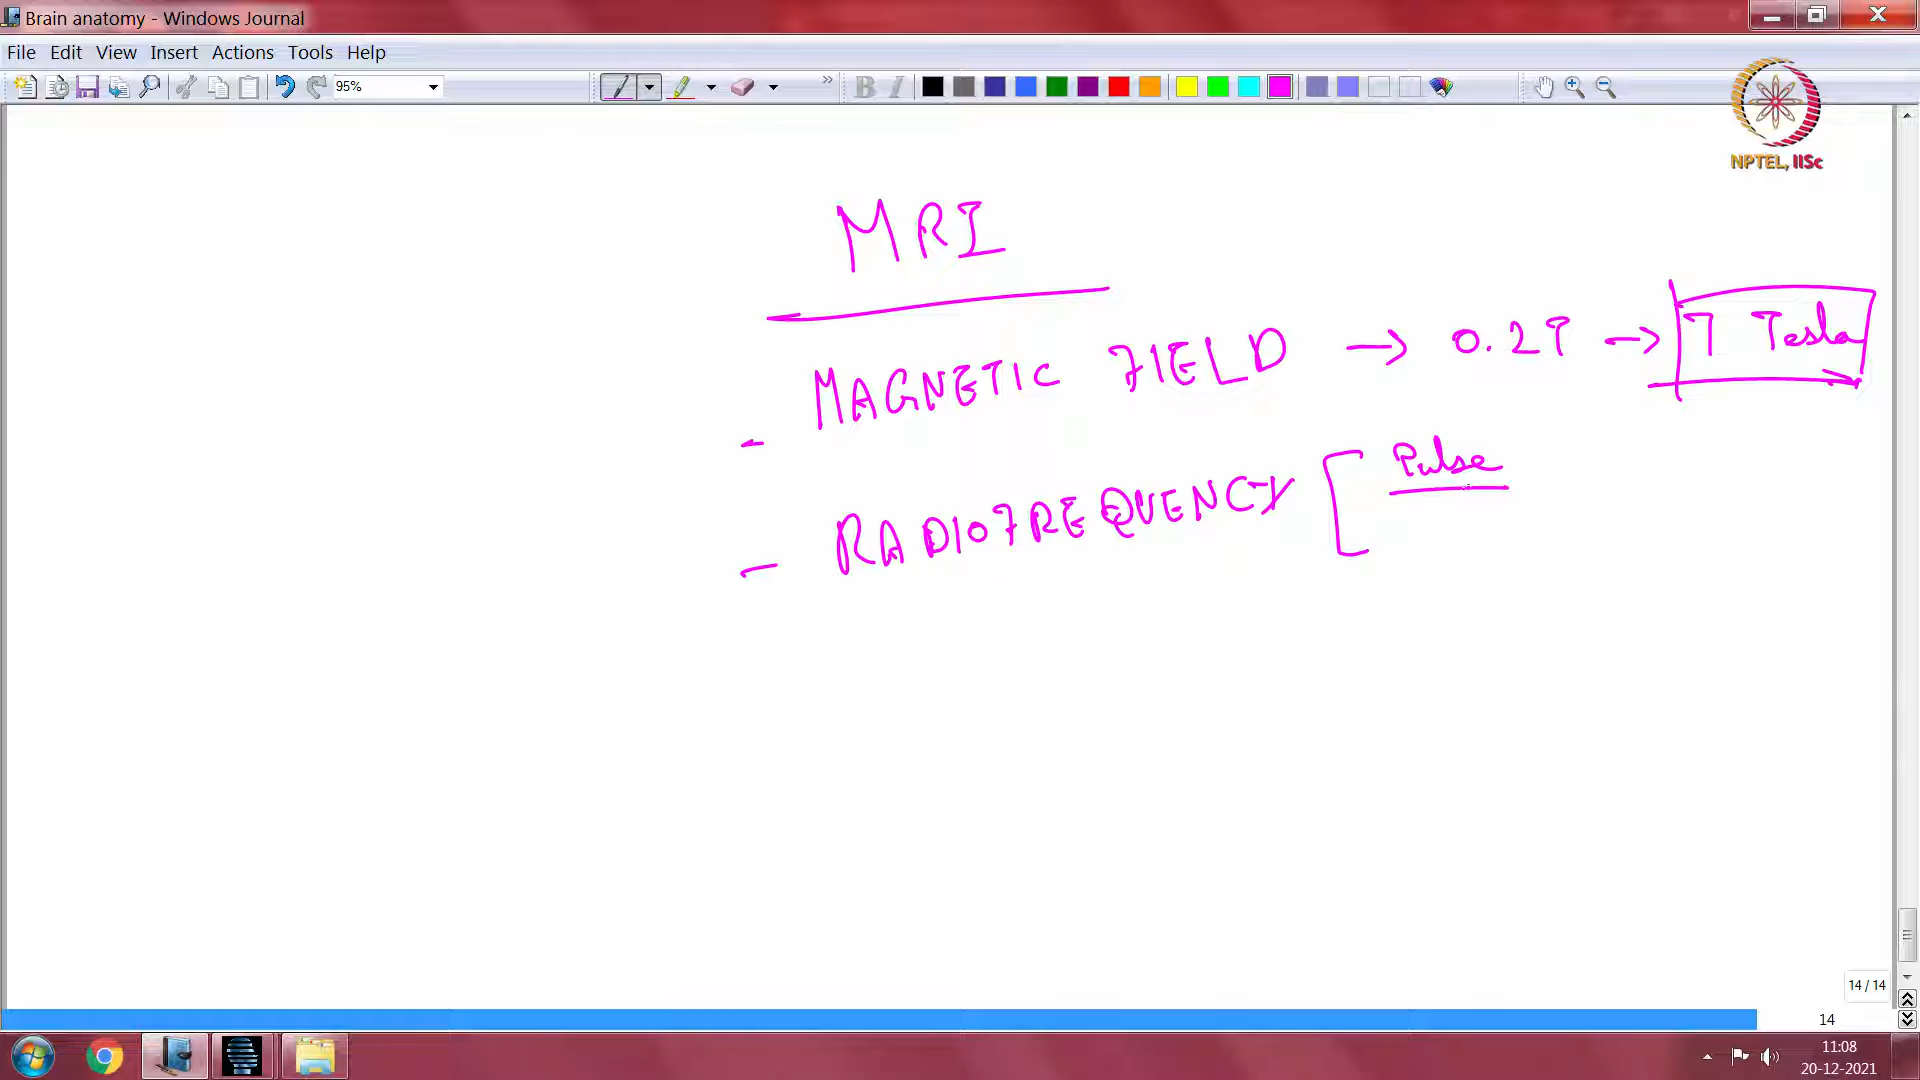 Brain anatomy - Windows Journal
File Edit View Insert Actions Tools Help
95%
NPTEL, IISc
MRI
- MAGNETIC FIELD → 0.2T → 7 Tesla
- RADIOFREQUENCY [ Pulse
14 / 14
14
11:08
20-12-2021